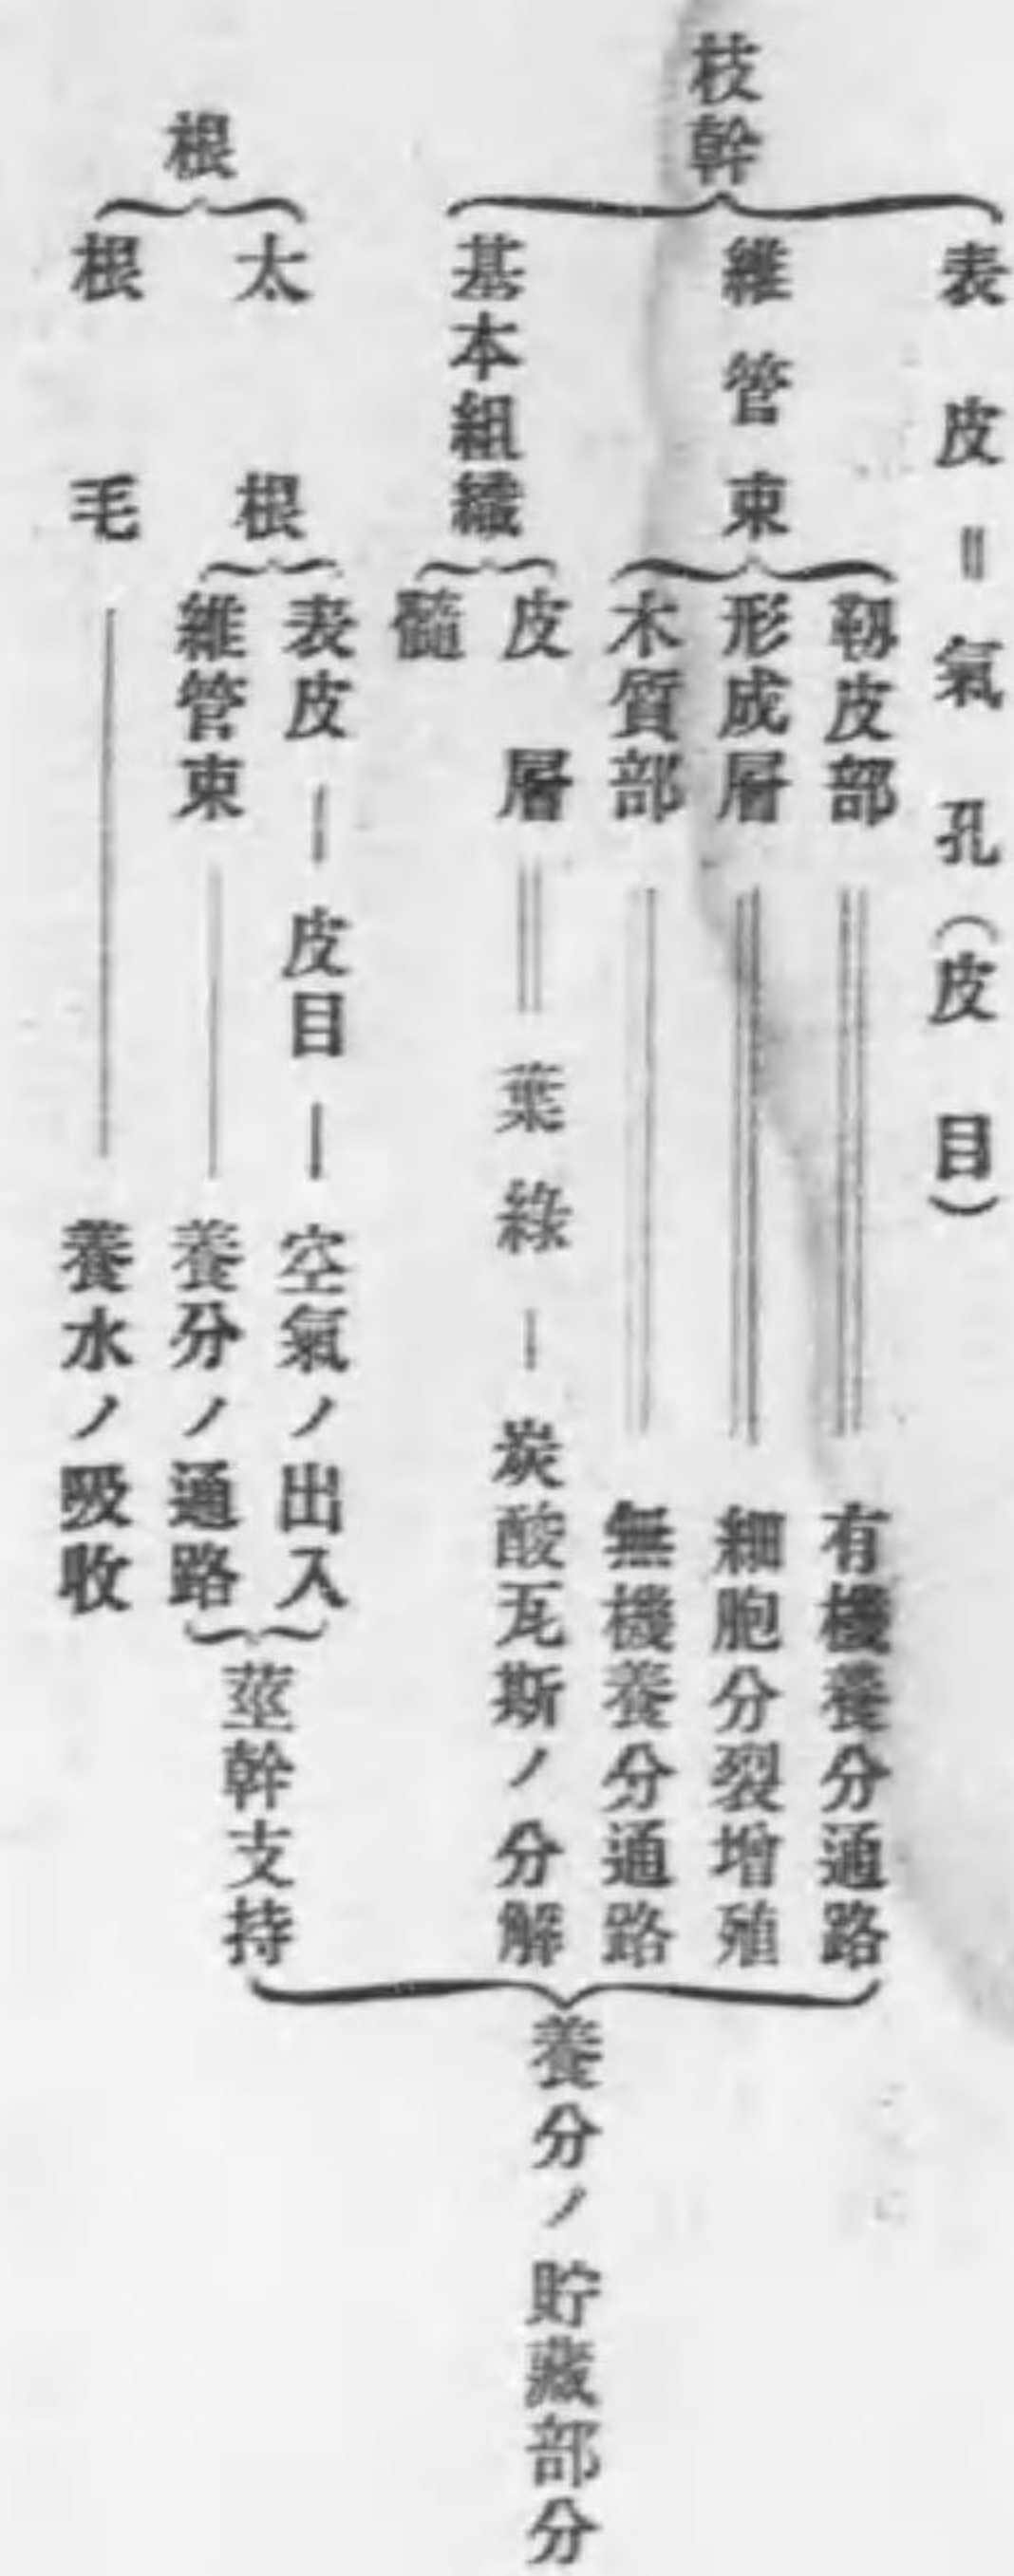 枝幹
表皮＝氣孔（皮目）
維管束
靱皮部＝有機養分通路
形成層＝細胞分裂增殖
木質部＝無機養分通路
基本組織
皮層＝葉綠―炭酸瓦斯ノ分解
髓
根
太根
表皮―皮目―空氣ノ出入
維管束―養分ノ通路
莖幹支持
根毛―養水ノ吸收
養分ノ貯藏部分